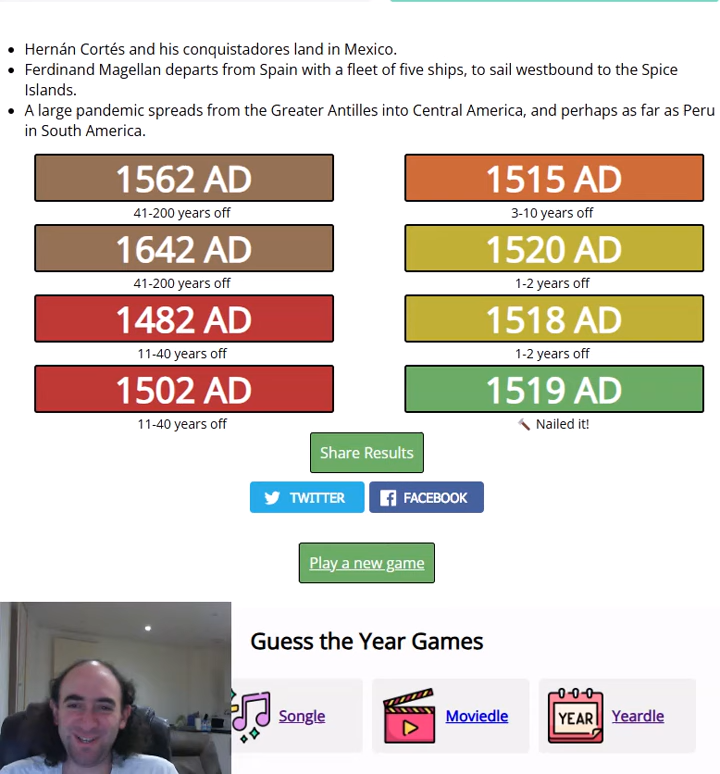 Hernán Cortés and his conquistadores land in Mexico.
Ferdinand Magellan departs from Spain with a fleet of five ships, to sail westbound to the Spice
Islands.
A large pandemic spreads from the Greater Antilles into Central America, and perhaps as far as Peru
in South America.
1562 AD
41-200 years off
1642 AD
41-200 years off
1482 AD
11-40 years off
1502 AD
11-40 years off
1515 AD
3-10 years off
1520 AD
1-2 years off
1518 AD
1-2 years off
1519 AD
Nailed it!
Share Results
TWITTER
FACEBOOK
Play a new game
Guess the Year Games
Songle
Moviedle
YEAR
Yeardle